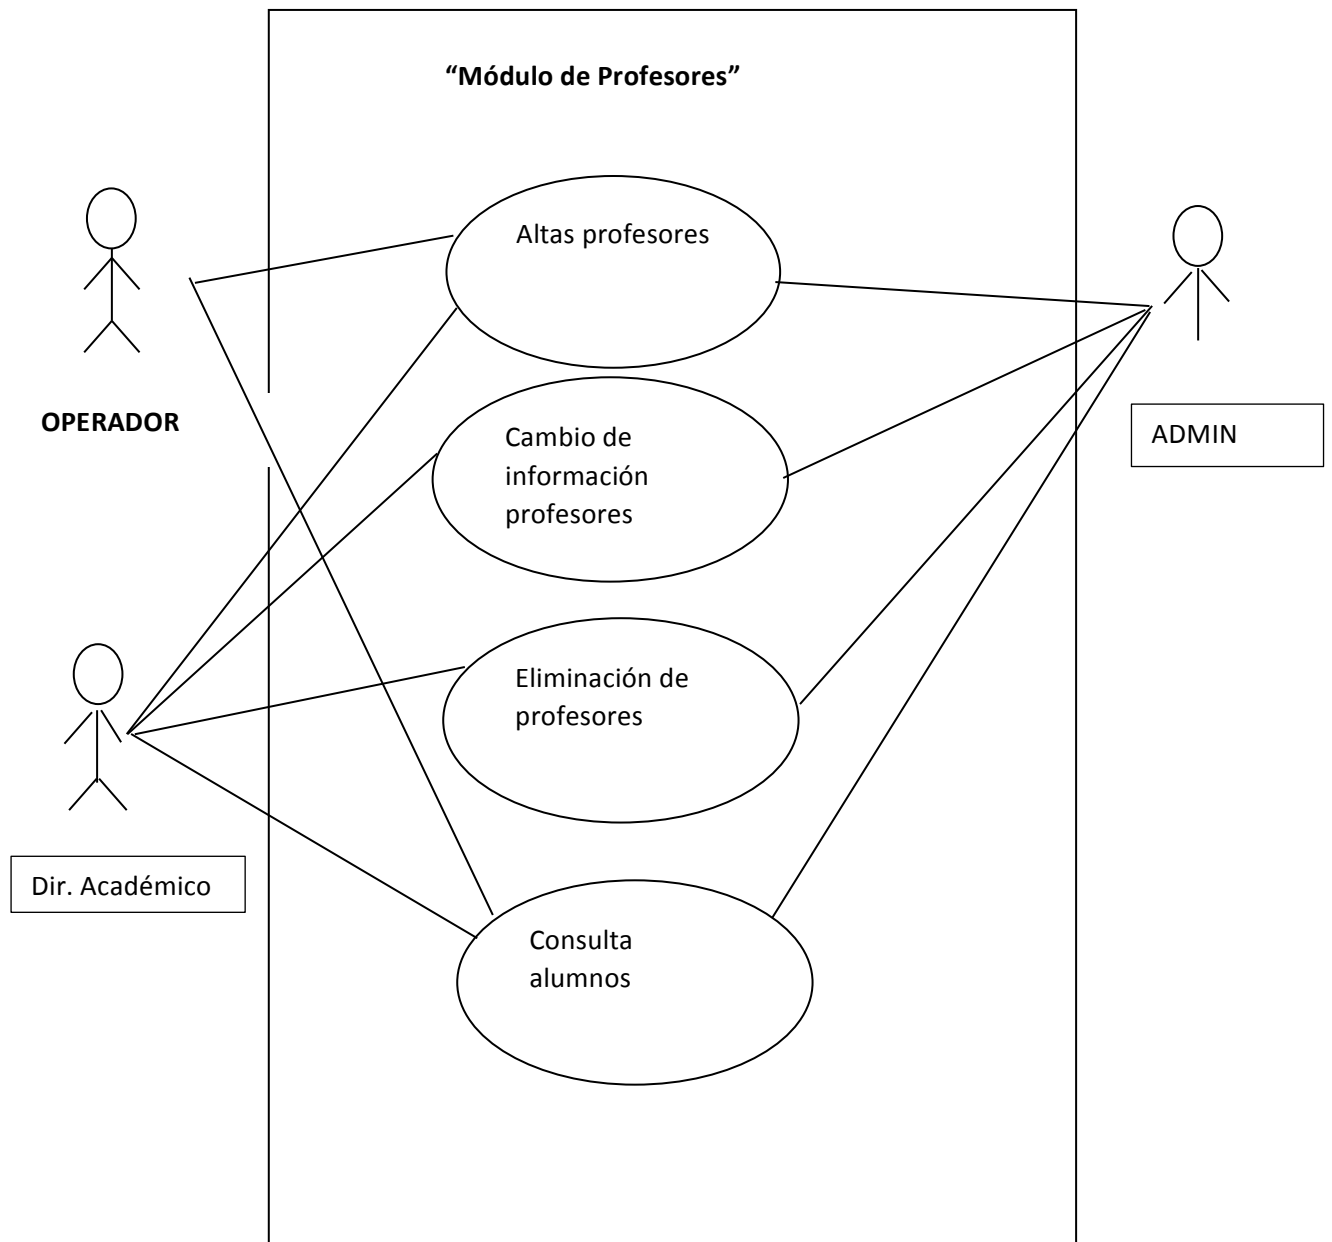 “Módulo de Profesores”
Altas profesores
OPERADOR
Cambio de
información
profesores
ADMIN
Eliminación de
profesores
Dir. Académico
Consulta
alumnos